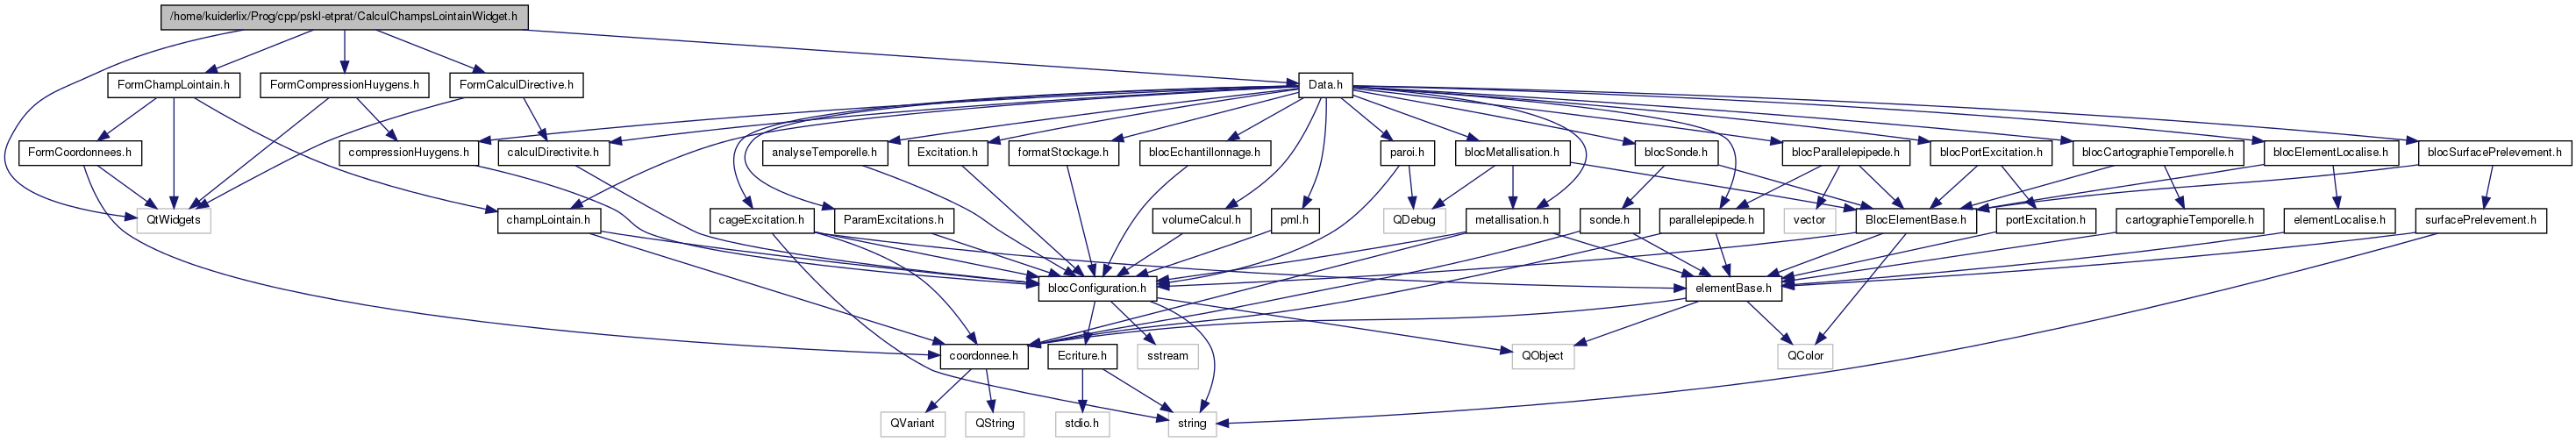 /home/kuiderlix/Prog/cpp/pskl-etprat/CalculChampsLointainWidget.h
FormChampLointain.h
FormCompressionHuygens.h
FormCalculDirective.h
Data.h
FormCoordonnees.h
compressionHuygens.h
calculDirectivite.h
analyseTemporelle.h
Excitation.h
formatStockage.h
blocEchantillonnage.h
paroi.h
blocMetallisation.h
blocSonde.h
blocParallelepipede.h
blocPortExcitation.h
blocCartographieTemporelle.h
blocElementLocalise.h
blocSurfacePrelevement.h
QtWidgets
champLointain.h
cageExcitation.h
ParamExcitations.h
volumeCalcul.h
pml.h
QDebug
metallisation.h
sonde.h
parallelepipede.h
vector
BlocElementBase.h
portExcitation.h
cartographieTemporelle.h
elementLocalise.h
surfacePrelevement.h
blocConfiguration.h
elementBase.h
coordonnee.h
Ecriture.h
sstream
QObject
QColor
QVariant
QString
stdio.h
string